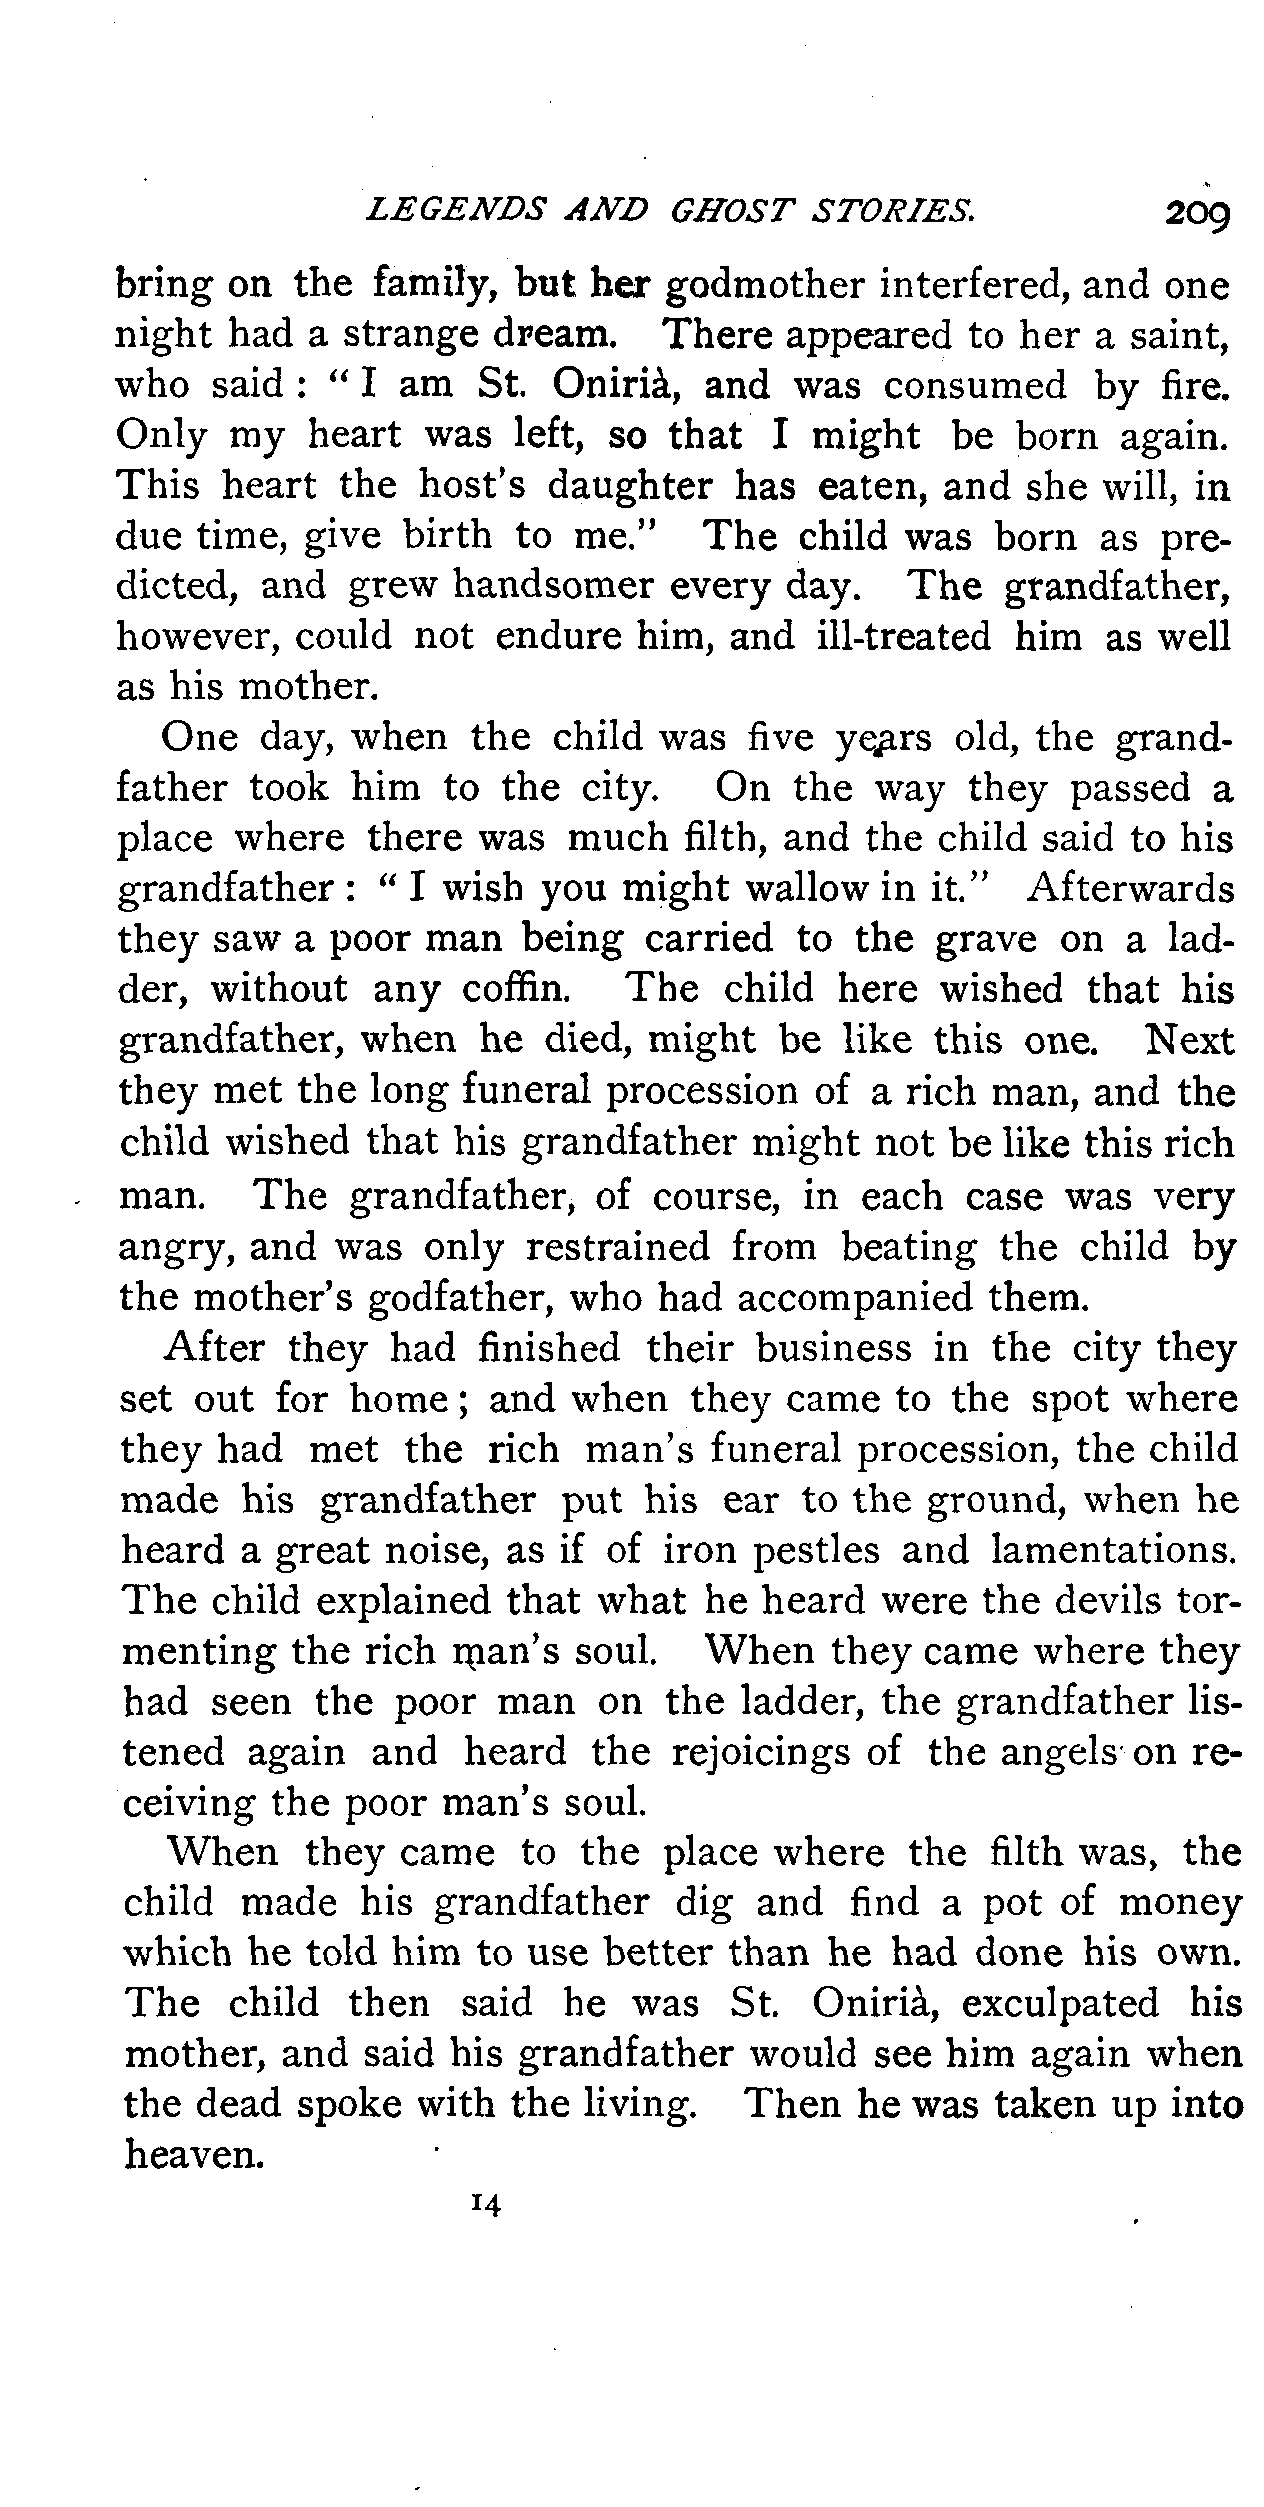 LEGENDS AND GHOST STORIES. 209
bring on the family, but her godmother interfered, and one
night had a strange dream. There appeared to her a saint,
who said : “ I am St. Onirià, and was consumed by fire.
Only my heart was left, so that I might be born again.
This heart the host's daughter has eaten, and she will, in
due time, give birth to me.” The child was born as pre-
dicted, and grew handsomer every day. The grandfather,
however, could not endure him, and ill-treated him as well
as his mother.
One day, when the child was five years old, the grand-
father took him to the city. On the way they passed a
place where there was much filth, and the child said to his
grandfather : “ I wish you might wallow in it.” Afterwards
they saw a poor man being carried to the grave on a lad-
der, without any coffin. The child here wished that his
grandfather, when he died, might be like this one. Next
they met the long funeral procession of a rich man, and the
child wished that his grandfather might not be like this rich
man. The grandfather, of course, in each case was very
angry, and was only restrained from beating the child by
the mother's godfather, who had accompanied them.
After they had finished their business in the city they
set out for home ; and when they came to the spot where
they had met the rich man's funeral procession, the child
made his grandfather put his ear to the ground, when he
heard a great noise, as if of iron pestles and lamentations.
The child explained that what he heard were the devils tor-
menting the rich man's soul. When they came where they
had seen the poor man on the ladder, the grandfather lis-
tened again and heard the rejoicings of the angels on re-
ceiving the poor man's soul.
When they came to the place where the filth was, the
child made his grandfather dig and find a pot of money
which he told him to use better than he had done his own.
The child then said he was St. Onirià, exculpated his
mother, and said his grandfather would see him again when
the dead spoke with the living. Then he was taken up into
heaven.
14